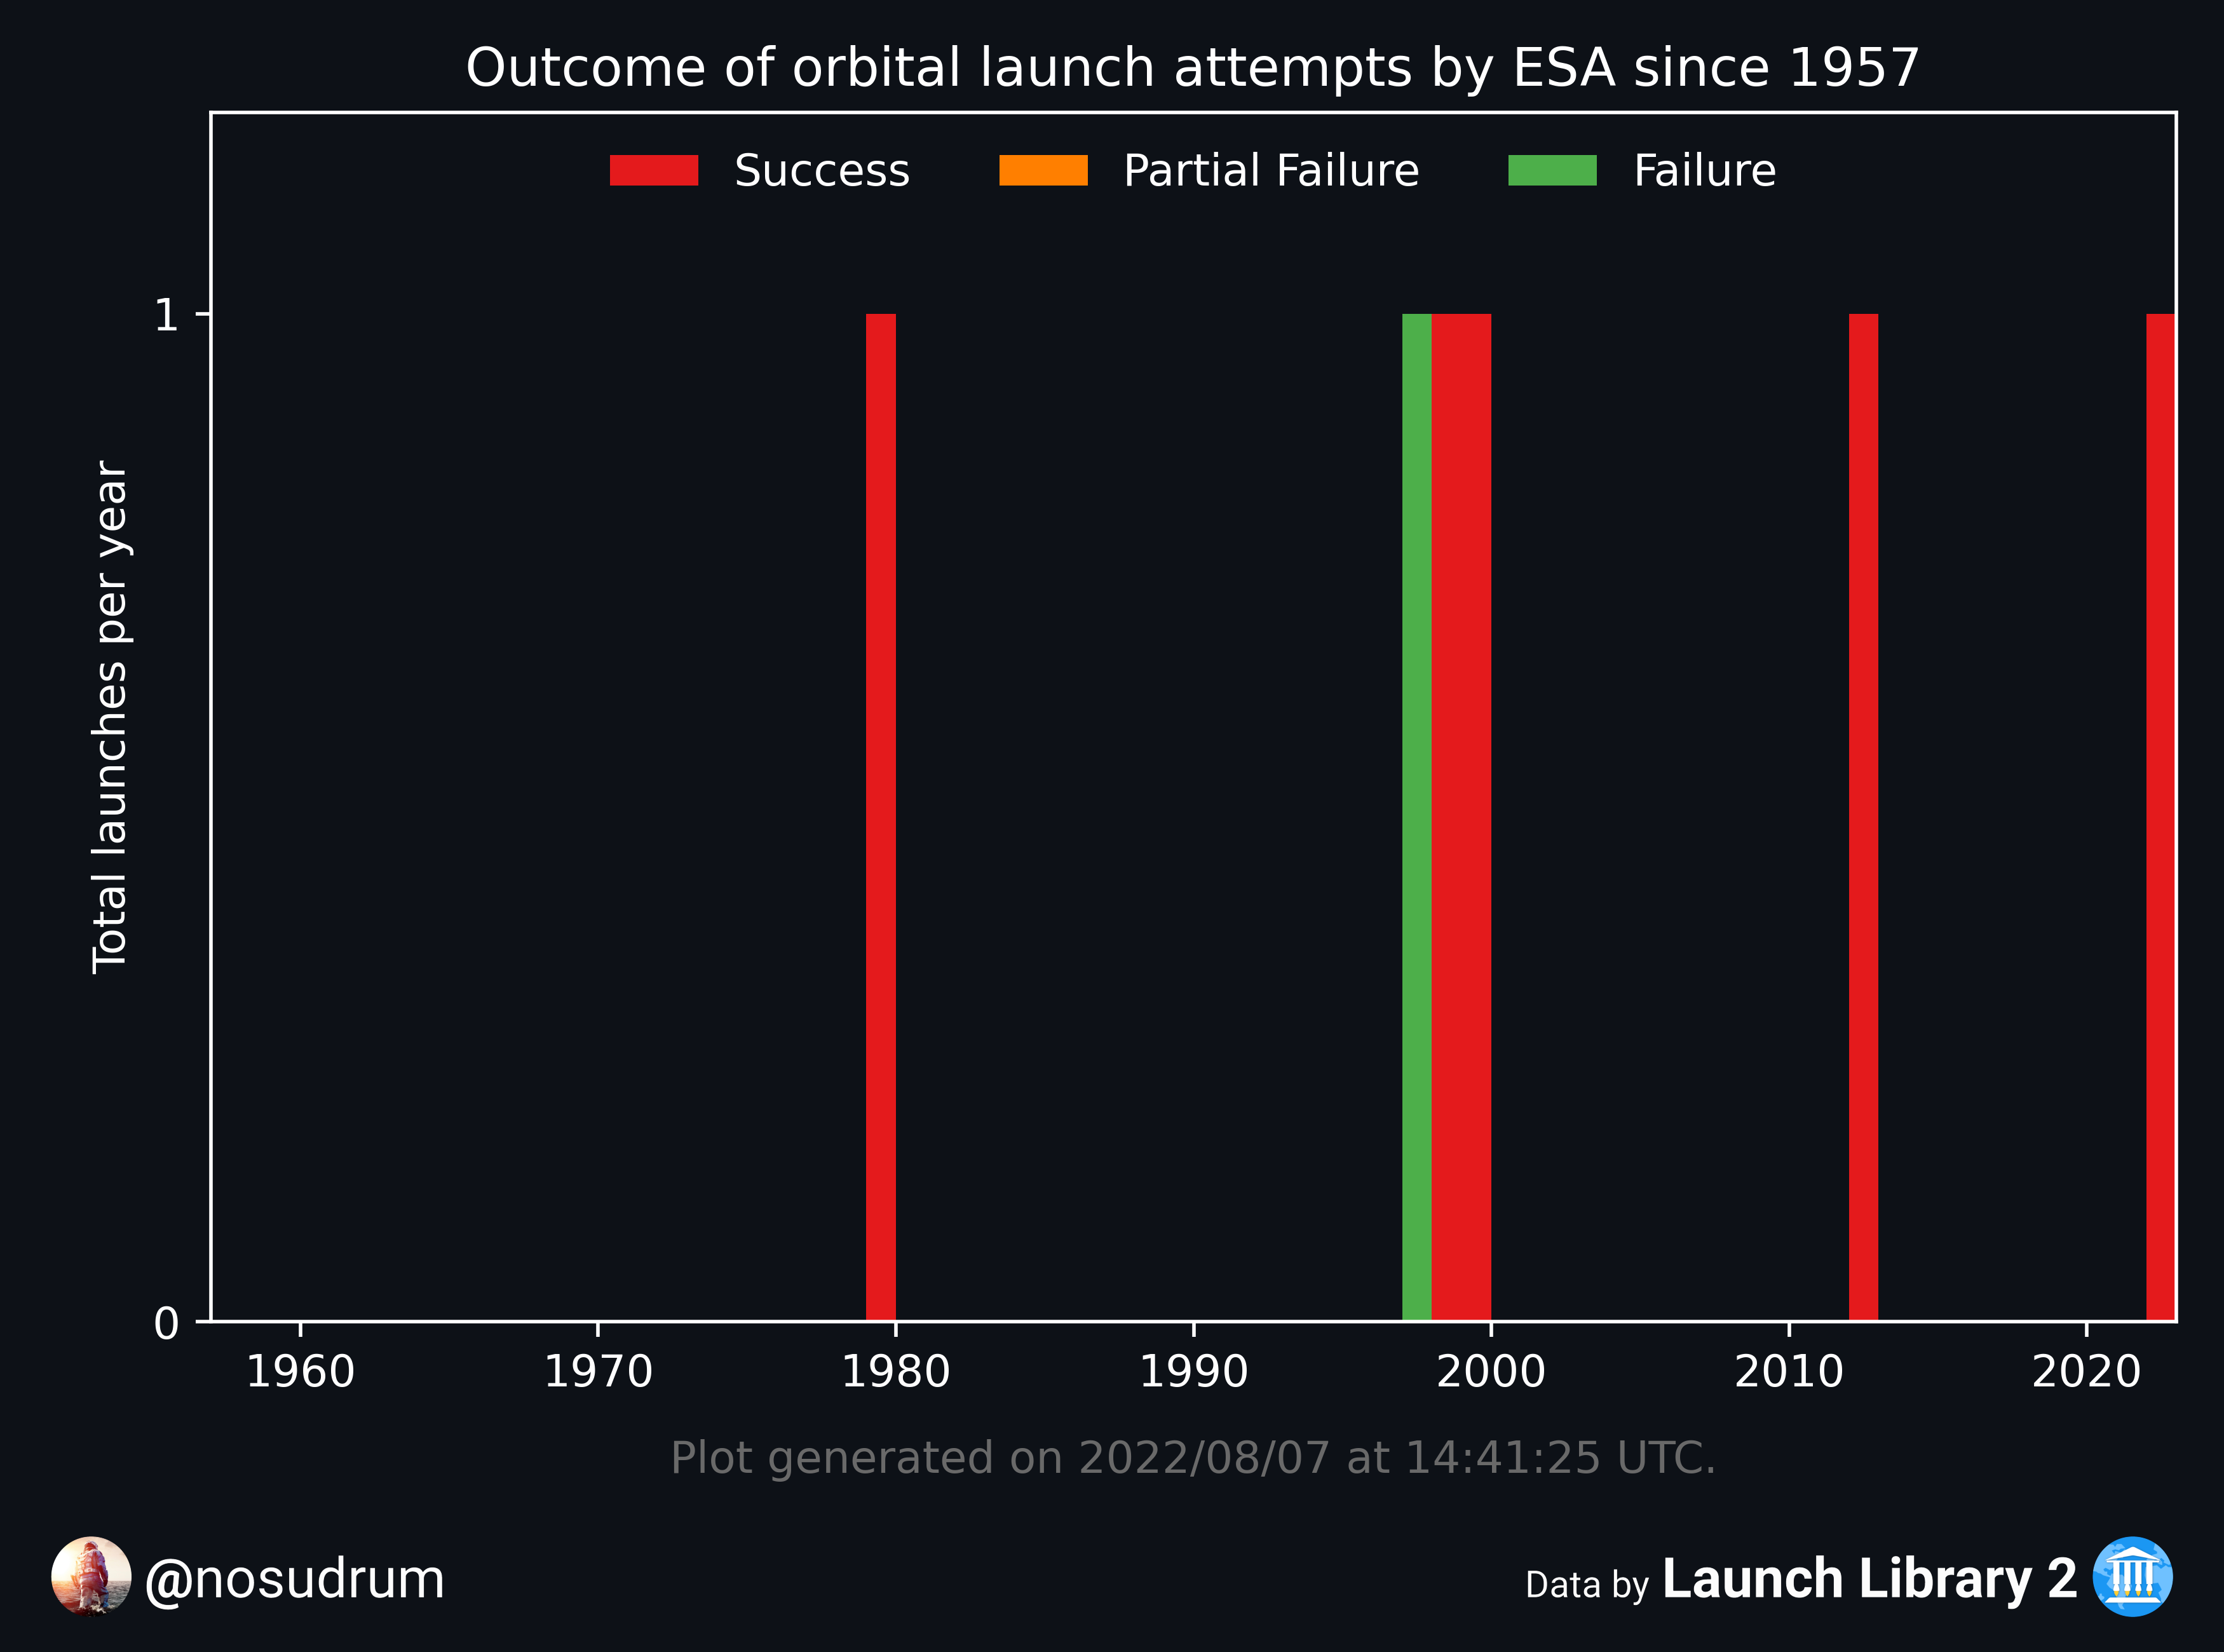 Outcome of orbital launch attempts by ESA since 1957
Success Partial Failure Failure
Total launches per year
1
0
1960 1970 1980 1990 2000 2010 2020
Plot generated on 2022/08/07 at 14:41:25 UTC.
@nosudrum
Data by Launch Library 2